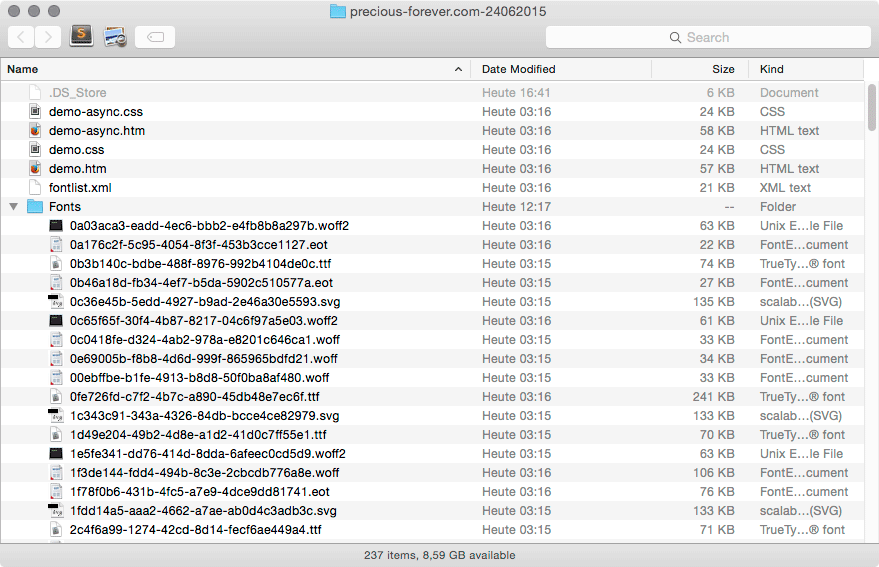 precious-forever.com-24062015
Search
Name Date Modified Size Kind
.DS_Store Heute 16:41 6 KB Document
demo-async.css Heute 03:16 24 KB CSS
demo-async.htm Heute 03:16 58 KB HTML text
demo.css Heute 03:16 24 KB CSS
demo.htm Heute 03:16 57 KB HTML text
fontlist.xml Heute 03:16 21 KB XML text
Fonts Heute 12:17 -- Folder
0a03aca3-eadd-4ec6-bbb2-e4fb8b8a297b.woff2 Heute 03:16 63 KB Unix E...le File
0a176c2f-5c95-4054-8f3f-453b3cce1127.eot Heute 03:16 22 KB FontE...cument
0b3b140c-bdbe-488f-8976-992b4104de0c.ttf Heute 03:15 74 KB TrueTy...® font
0b46a18d-fb34-4ef7-b5da-5902c510577a.eot Heute 03:15 27 KB FontE...cument
0c36e45b-5edd-4927-b9ad-2e46a30e5593.svg Heute 03:16 135 KB scalab...(SVG)
0c65f65f-30f4-4b87-8217-04c6f97a5e03.woff2 Heute 03:16 61 KB Unix E...le File
0c0418fe-d324-4ab2-978a-e8201c646ca1.woff Heute 03:15 33 KB FontE...cument
0e69005b-f8b8-4d6d-999f-865965bdfd21.woff Heute 03:16 34 KB FontE...cument
00ebffbe-b1fe-4913-b8d8-50f0ba8af480.woff Heute 03:15 33 KB FontE...cument
0fe726fd-c7f2-4b7c-a890-45db48e7ec6f.ttf Heute 03:16 241 KB TrueTy...® font
1c343c91-343a-4326-84db-bcce4ce82979.svg Heute 03:15 133 KB scalab...(SVG)
1d49e204-49b2-4d8e-a1d2-41d0c7ff55e1.ttf Heute 03:15 70 KB TrueTy...® font
1e5fe341-dd76-414d-8dda-6afeec0cd5d9.woff2 Heute 03:15 63 KB Unix E...le File
1f3de144-fdd4-494b-8c3e-2cbcdb776a8e.woff Heute 03:16 106 KB FontE...cument
1f78f0b6-431b-4fc5-a7e9-4dce9dd81741.eot Heute 03:16 76 KB FontE...cument
1fdd14a5-aaa2-4662-a7ae-ab0d4c3adb3c.svg Heute 03:15 133 KB scalab...(SVG)
2c4f6a99-1274-42cd-8d14-fecf6ae449a4.ttf Heute 03:15 71 KB TrueTy...® font
237 items, 8,59 GB available